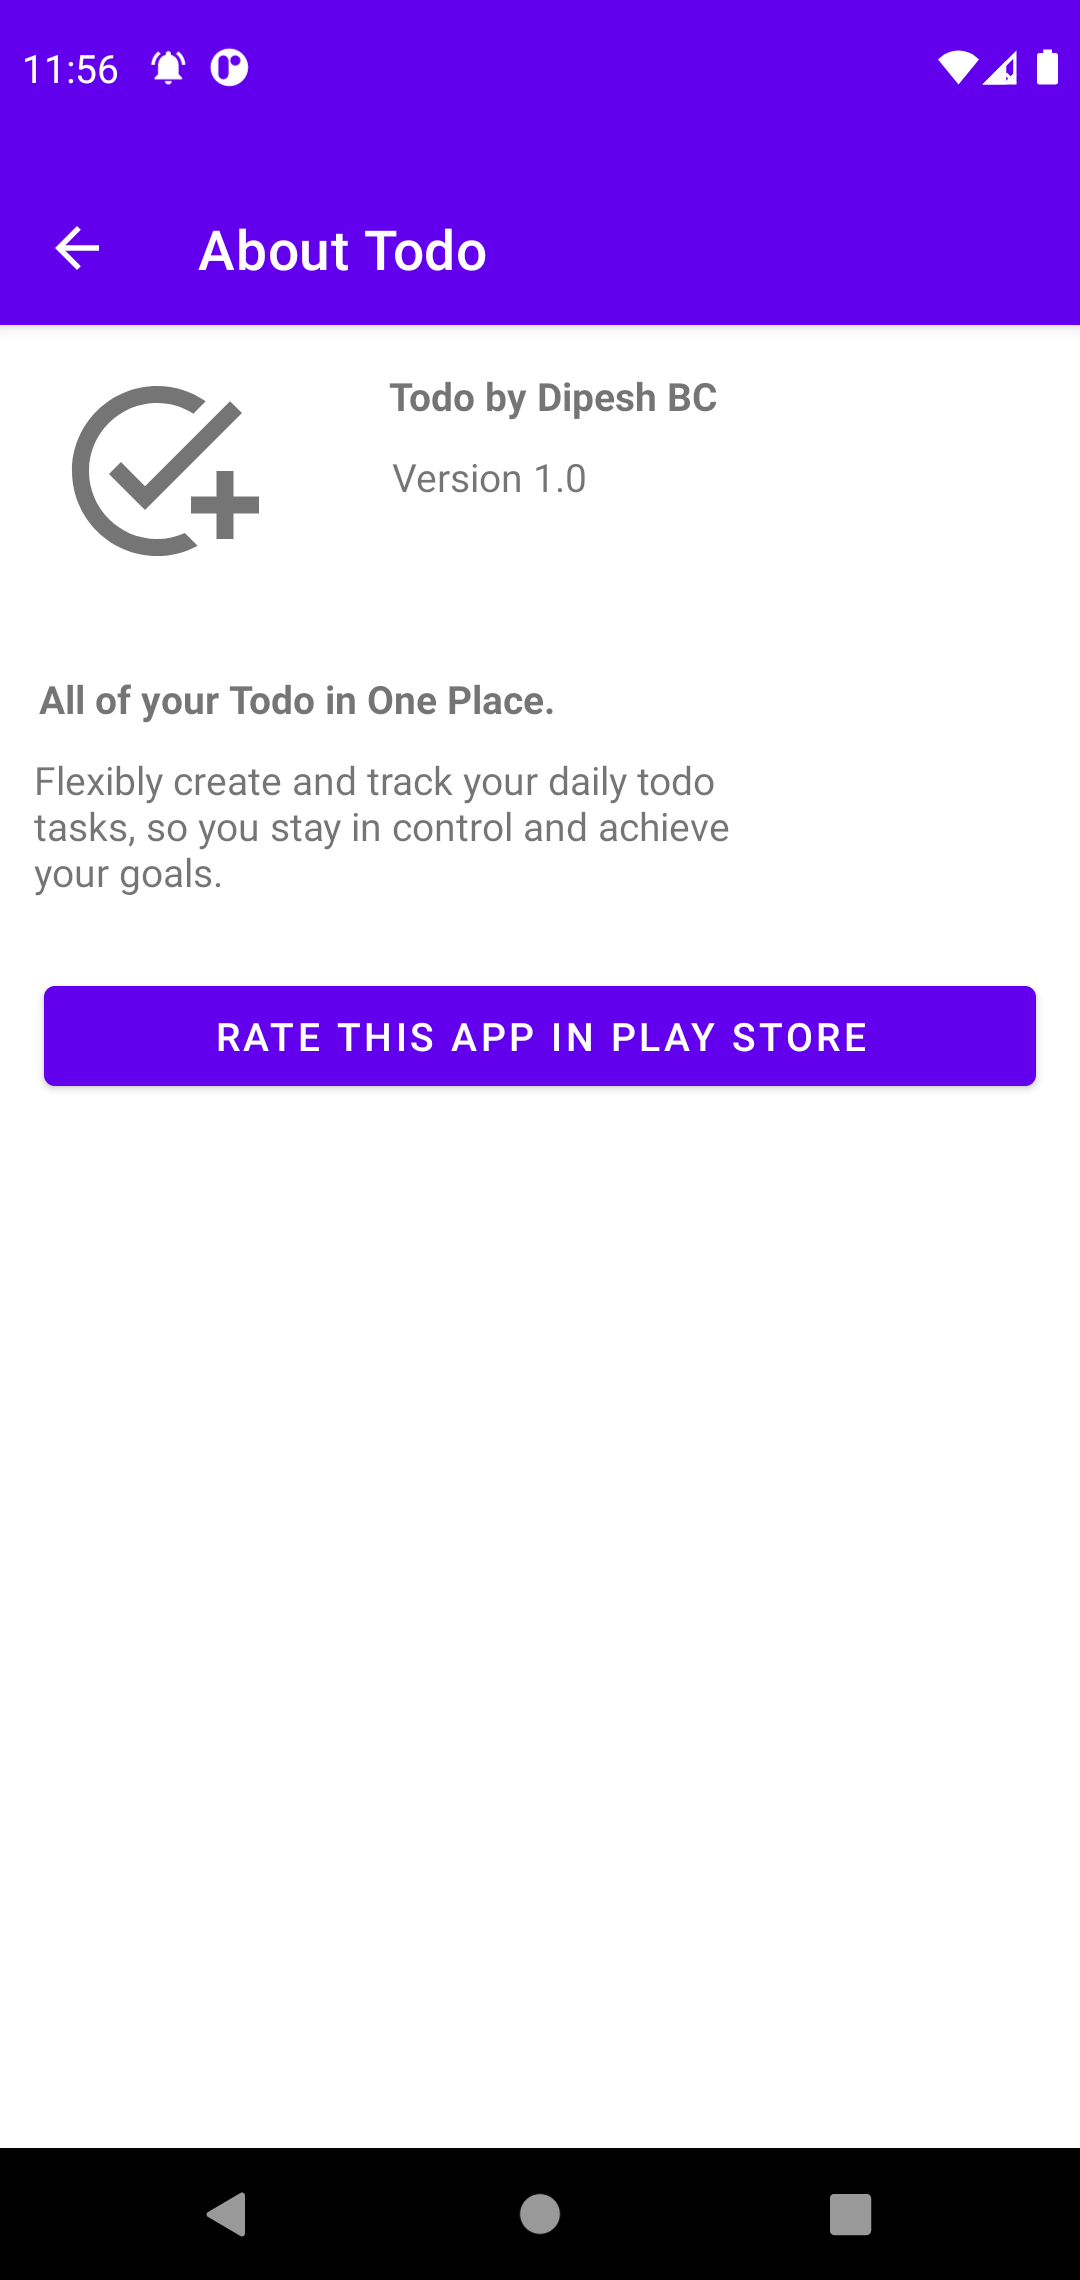 11:56
About Todo
Todo by Dipesh BC
Version 1.0
All of your Todo in One Place.
Flexibly create and track your daily todo
tasks, so you stay in control and achieve
your goals.
RATE THIS APP IN PLAY STORE